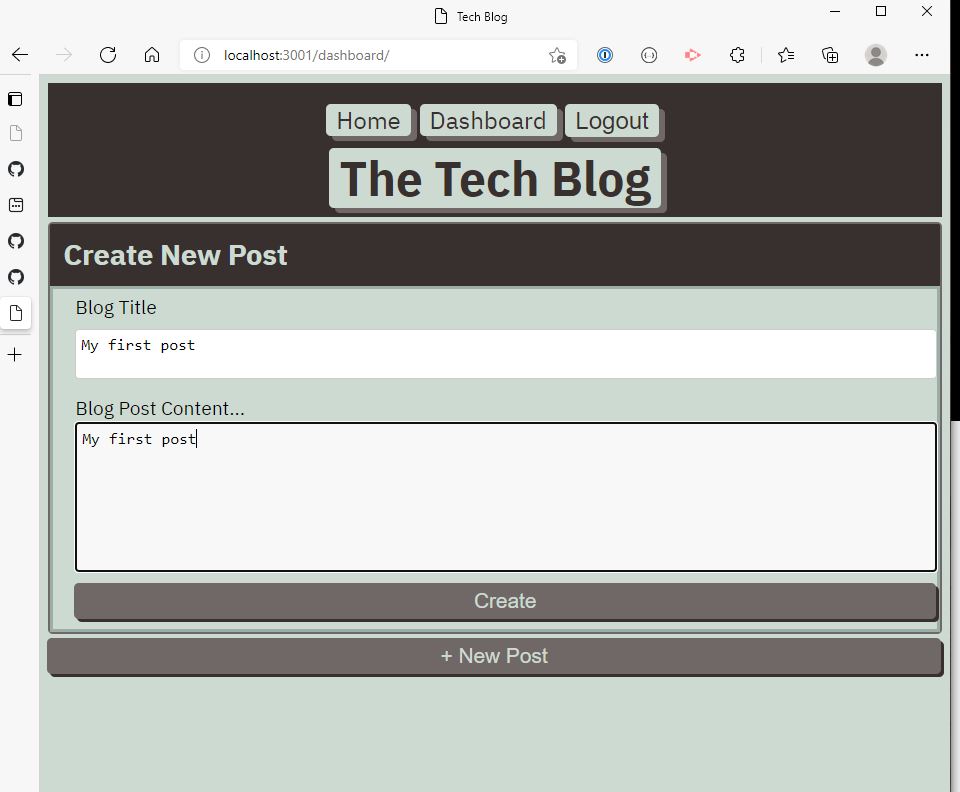 Tech Blog
localhost:3001/dashboard/
Home Dashboard Logout
The Tech Blog
Create New Post
Blog Title
My first post
Blog Post Content...
My first post
Create
+ New Post